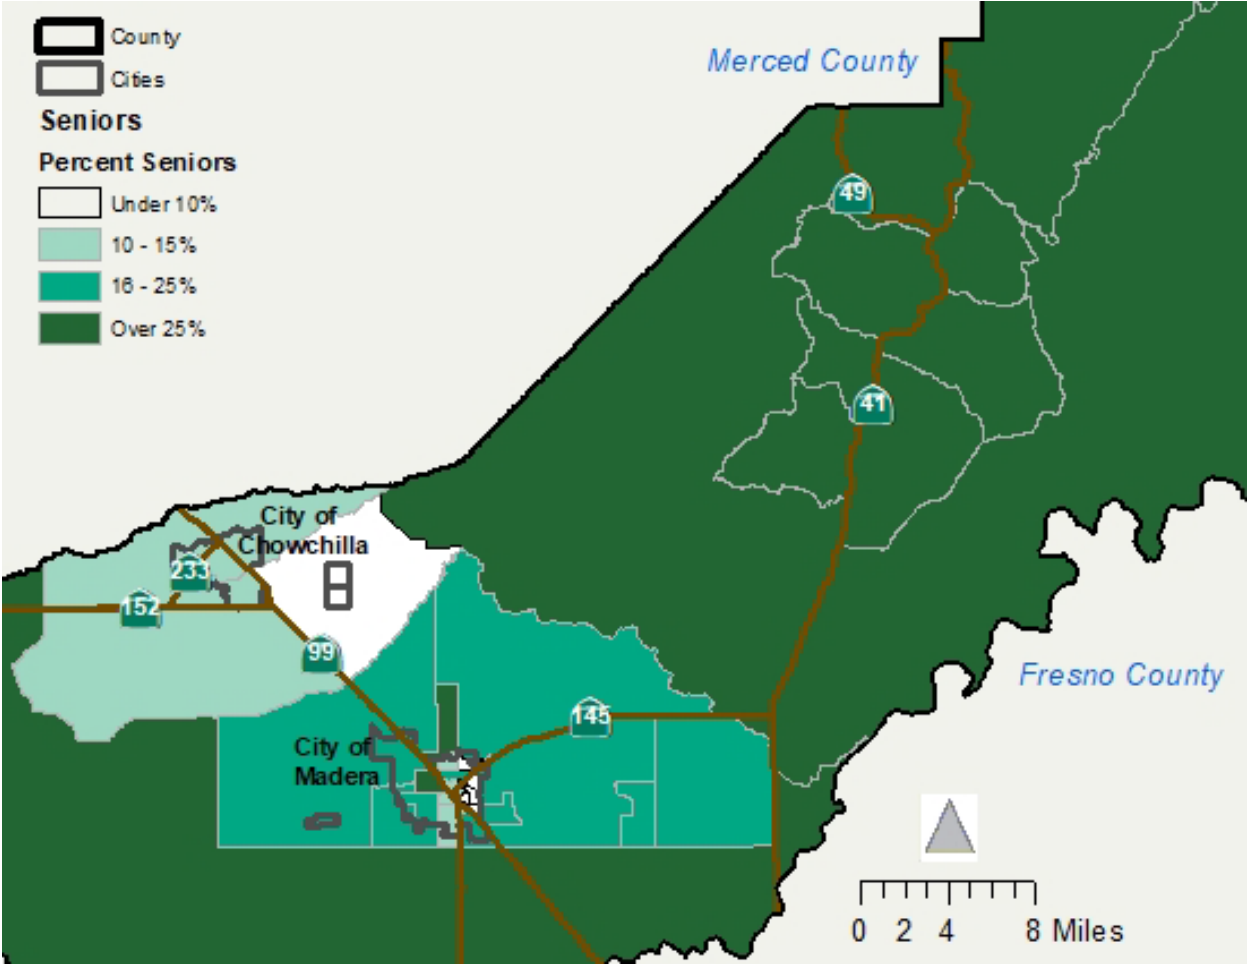 County
Cities
Seniors
Percent Seniors
Under 10%
10 - 15%
16 - 25%
Over 25%
Merced County
49
41
City of
Chowchilla
233
152
99
Fresno County
145
City of
Madera
0 2 4 8 Miles